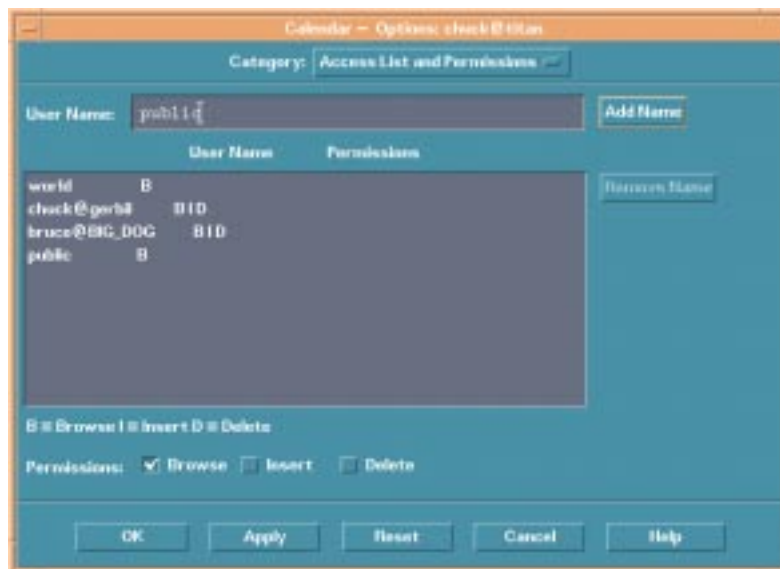 Calendar – Options: chuck@titan
Category: Access List and Permissions
User Name: public Add Name
User Name Permissions
world B
Remove Name
chuck@gerbil B I D
bruce@BIG_DOG B I D
public B
B = Browse I = Insert D = Delete
Permissions: Browse Insert Delete
OK Apply Reset Cancel Help